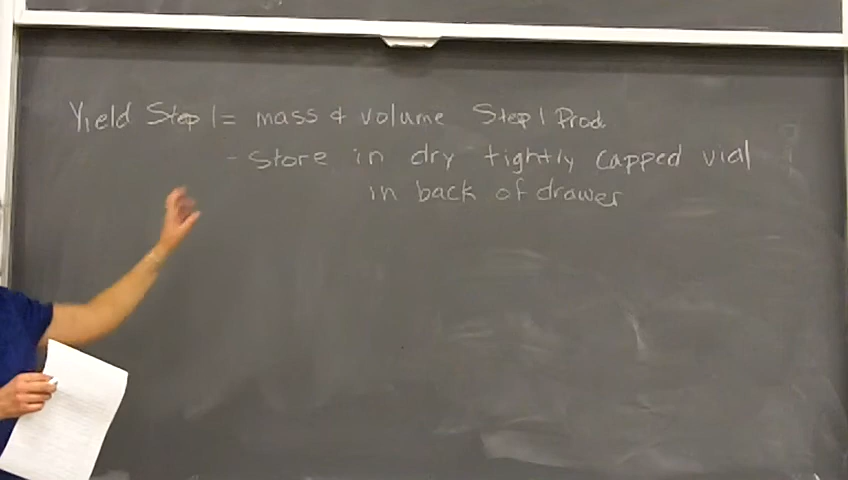 Yield Step 1 = mass & volume Step 1 Prod.
- Store in dry tightly capped vial
in back of drawer